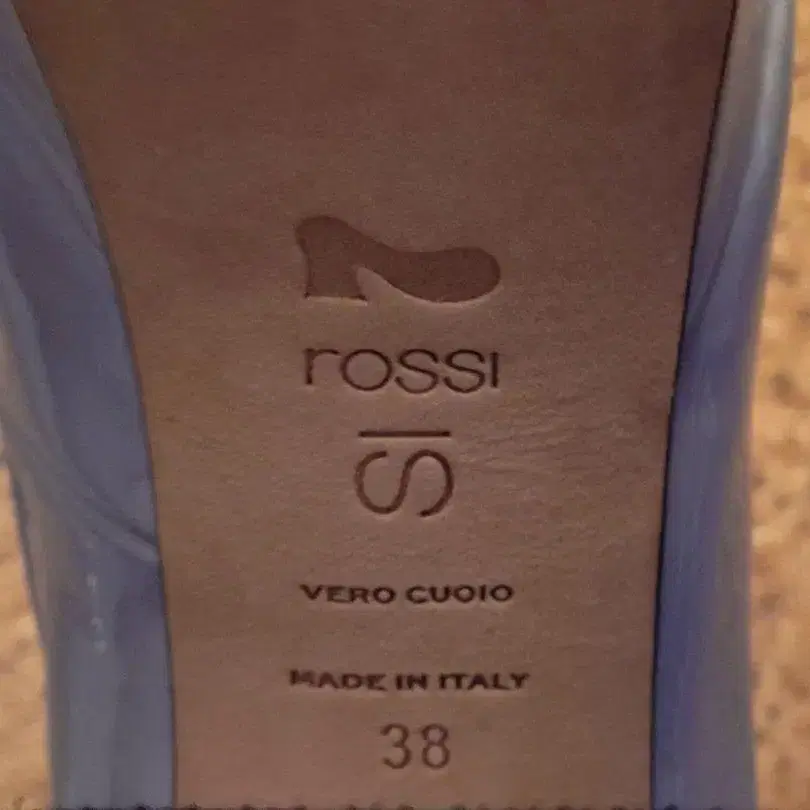 rossi
SI
VERO CUOIO
MADE IN ITALY
38